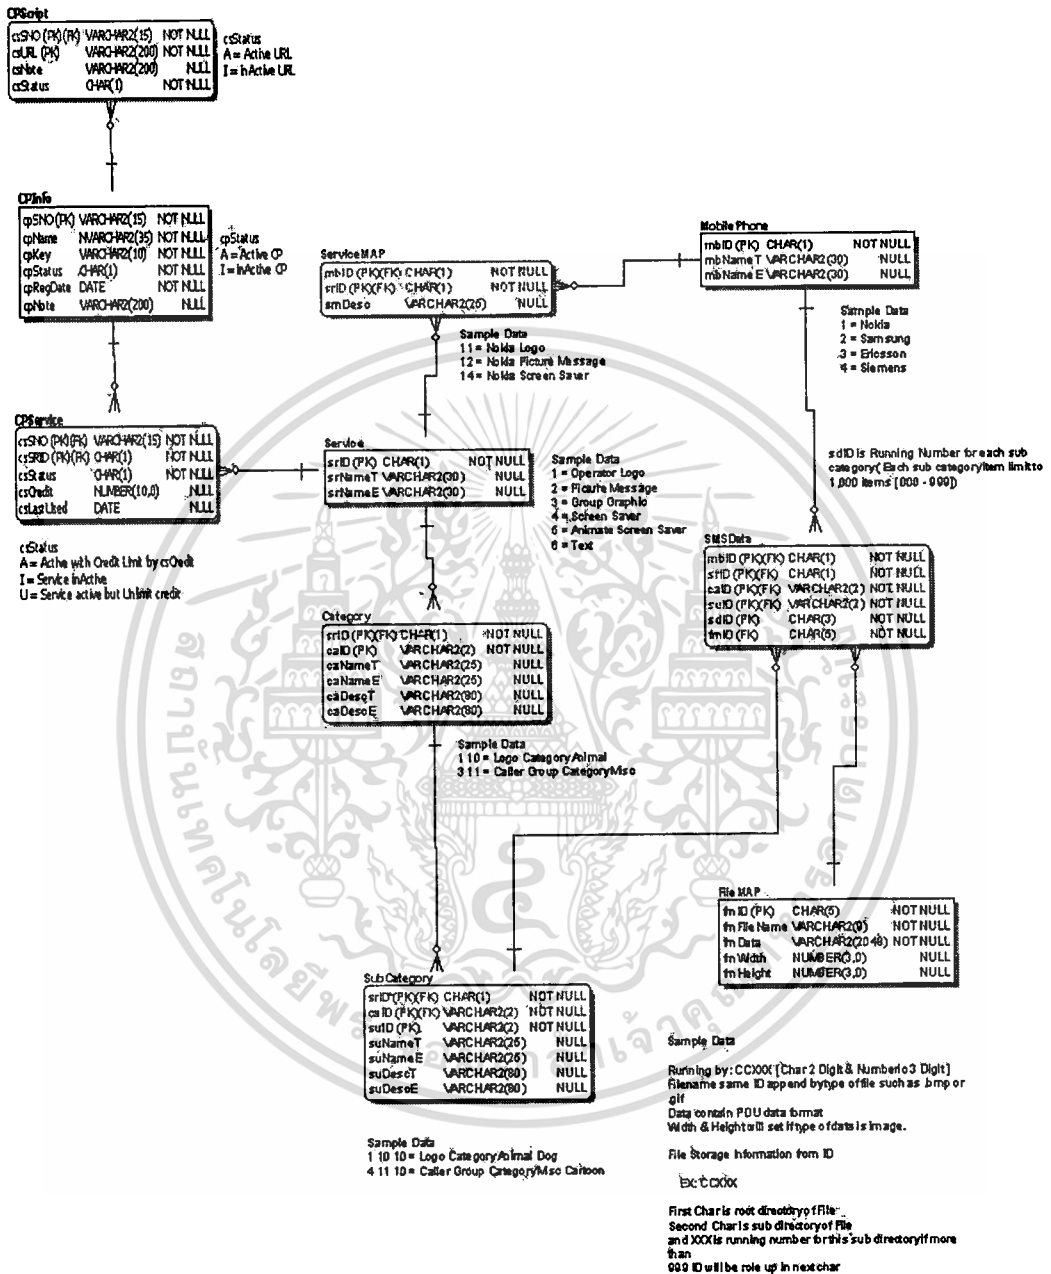 CPScript
csSNO (PK)(FK) VARCHAR2(15) NOT NULL
csURL (PK) VARCHAR2(200) NOT NULL
csNote VARCHAR2(200) NULL
csStatus CHAR(1) NOT NULL
csStatus
A = Active URL
I = InActive URL
CPInfo
cpSNO (PK) VARCHAR2(15) NOT NULL
cpName NVARCHAR2(35) NOT NULL
cpKey VARCHAR2(10) NOT NULL
cpStatus CHAR(1) NOT NULL
cpRegDate DATE NOT NULL
cpNote VARCHAR2(200) NULL
cpStatus
A = Active CP
I = InActive CP
ServiceMAP
mbID (PK)(FK) CHAR(1) NOT NULL
srID (PK)(FK) CHAR(1) NOT NULL
smDesc VARCHAR2(25) NULL
Sample Data
11 = Nokia Logo
12 = Nokia Picture Message
14 = Nokia Screen Saver
Mobile Phone
mbID (PK) CHAR(1) NOT NULL
mbNameT VARCHAR2(30) NULL
mbNameE VARCHAR2(30) NULL
Sample Data
1 = Nokia
2 = Samsung
3 = Ericsson
4 = Siemens
CPService
csSNO (PK)(FK) VARCHAR2(15) NOT NULL
csSRID (PK)(FK) CHAR(1) NOT NULL
csStatus CHAR(1) NOT NULL
csCredit NUMBER(10,0) NULL
csLastUsed DATE NULL
csStatus
A = Active with Credit Limit by csCredit
I = Service InActive
U = Service active but Unlimit credit
Service
srID (PK) CHAR(1) NOT NULL
srNameT VARCHAR2(30) NULL
srNameE VARCHAR2(30) NULL
Sample Data
1 = Operator Logo
2 = Picture Message
3 = Group Graphic
4 = Screen Saver
5 = Animate Screen Saver
6 = Text
sdID is Running Number for each sub
category( Each sub category item limit to
1,000 items [000 - 999])
SMSData
mbID (PK)(FK) CHAR(1) NOT NULL
srID (PK)(FK) CHAR(1) NOT NULL
caID (PK)(FK) VARCHAR2(2) NOT NULL
suID (PK)(FK) VARCHAR2(2) NOT NULL
sdID (PK) CHAR(3) NOT NULL
fmID (FK) CHAR(5) NOT NULL
Category
srID (PK)(FK) CHAR(1) NOT NULL
caID (PK) VARCHAR2(2) NOT NULL
caNameT VARCHAR2(25) NULL
caNameE VARCHAR2(25) NULL
caDescT VARCHAR2(80) NULL
caDescE VARCHAR2(80) NULL
Sample Data
1 10 = Logo Category Animal
3 11 = Caller Group Category Misc
File MAP
fmID (PK) CHAR(5) NOT NULL
fmFileName VARCHAR2(9) NOT NULL
fmData VARCHAR2(2048) NOT NULL
fmWidth NUMBER(3,0) NULL
fmHeight NUMBER(3,0) NULL
SubCategory
srID (PK)(FK) CHAR(1) NOT NULL
caID (PK)(FK) VARCHAR2(2) NOT NULL
suID (PK) VARCHAR2(2) NOT NULL
suNameT VARCHAR2(25) NULL
suNameE VARCHAR2(25) NULL
suDescT VARCHAR2(80) NULL
suDescE VARCHAR2(80) NULL
Sample Data
1 10 10 = Logo Category Animal Dog
4 11 10 = Caller Group Category Misc Cartoon
Sample Data
Running by : CCXXX [Char 2 Digit & Numberic 3 Digit]
Filename same ID append by type of file such as .bmp or
.gif
Data contain PDU data format
Width & Height will set if type of data is image.
File Storage Information from ID
Ex: CCXXX
First Char is root directory of File
Second Char is sub directory of File
and XXX is running number for this sub directory if more
than
999 ID will be role up in next char